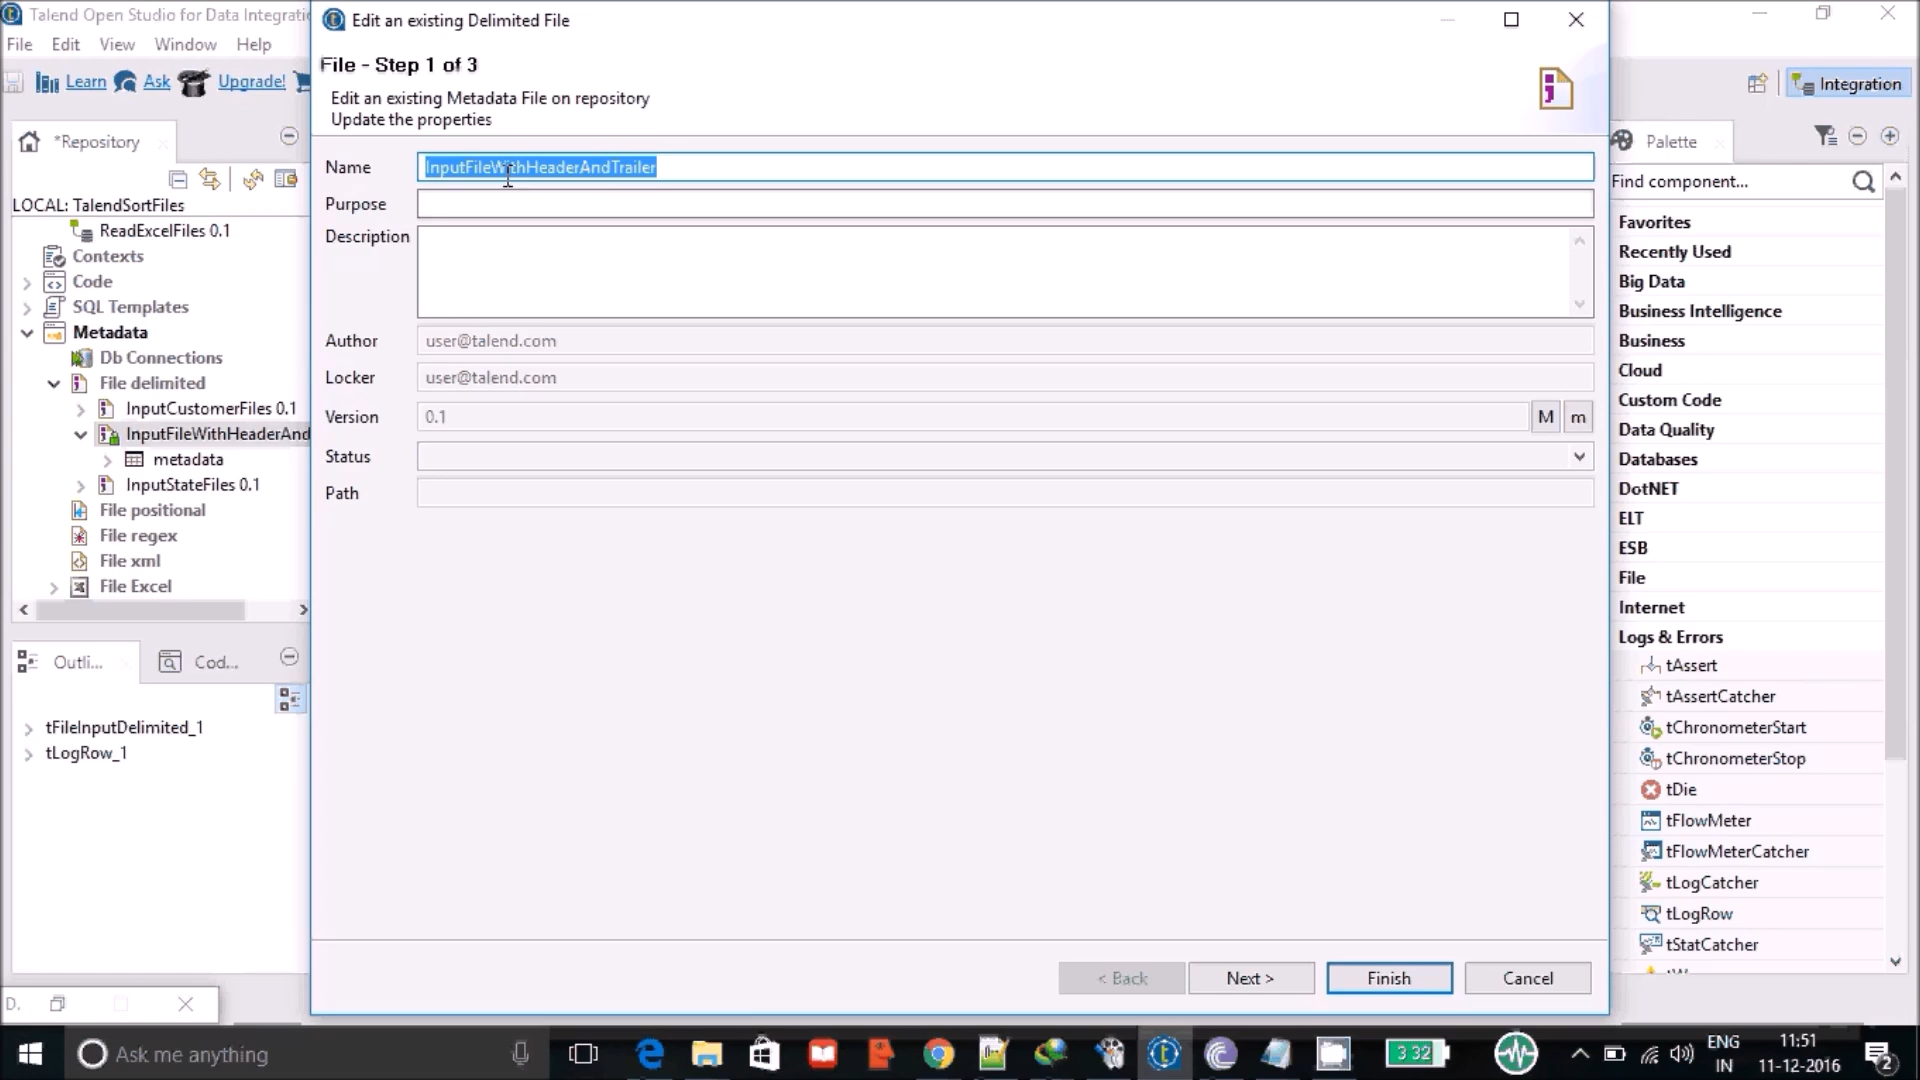 Talend Open Studio for Data Integrati
File Edit View Window Help
Learn Ask Upgrade!
*Repository
LOCAL: TalendSortFiles
ReadExcelFiles 0.1
Contexts
Code
SQL Templates
Metadata
Db Connections
File delimited
InputCustomerFiles 0.1
InputFileWithHeaderAnd
metadata
InputStateFiles 0.1
File positional
File regex
File xml
File Excel
Outli... Cod...
tFileInputDelimited_1
tLogRow_1
D.
Edit an existing Delimited File
File - Step 1 of 3
Edit an existing Metadata File on repository
Update the properties
Name InputFileWithHeaderAndTrailer
Purpose
Description
Author user@talend.com
Locker user@talend.com
Version 0.1 M m
Status
Path
< Back Next > Finish Cancel
Integration
Palette
Find component...
Favorites
Recently Used
Big Data
Business Intelligence
Business
Cloud
Custom Code
Data Quality
Databases
DotNET
ELT
ESB
File
Internet
Logs & Errors
tAssert
tAssertCatcher
tChronometerStart
tChronometerStop
tDie
tFlowMeter
tFlowMeterCatcher
tLogCatcher
tLogRow
tStatCatcher
Ask me anything
3:32
ENG
IN
11:51
11-12-2016
2